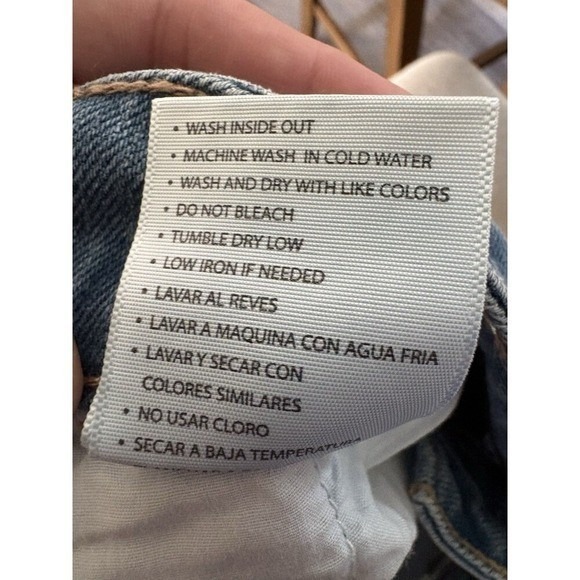 • WASH INSIDE OUT
• MACHINE WASH IN COLD WATER
• WASH AND DRY WITH LIKE COLORS
• DO NOT BLEACH
• TUMBLE DRY LOW
• LOW IRON IF NEEDED
• LAVAR AL REVES
• LAVAR A MAQUINA CON AGUA FRIA
• LAVAR Y SECAR CON
COLORES SIMILARES
• NO USAR CLORO
• SECAR A BAJA TEMPERATURA